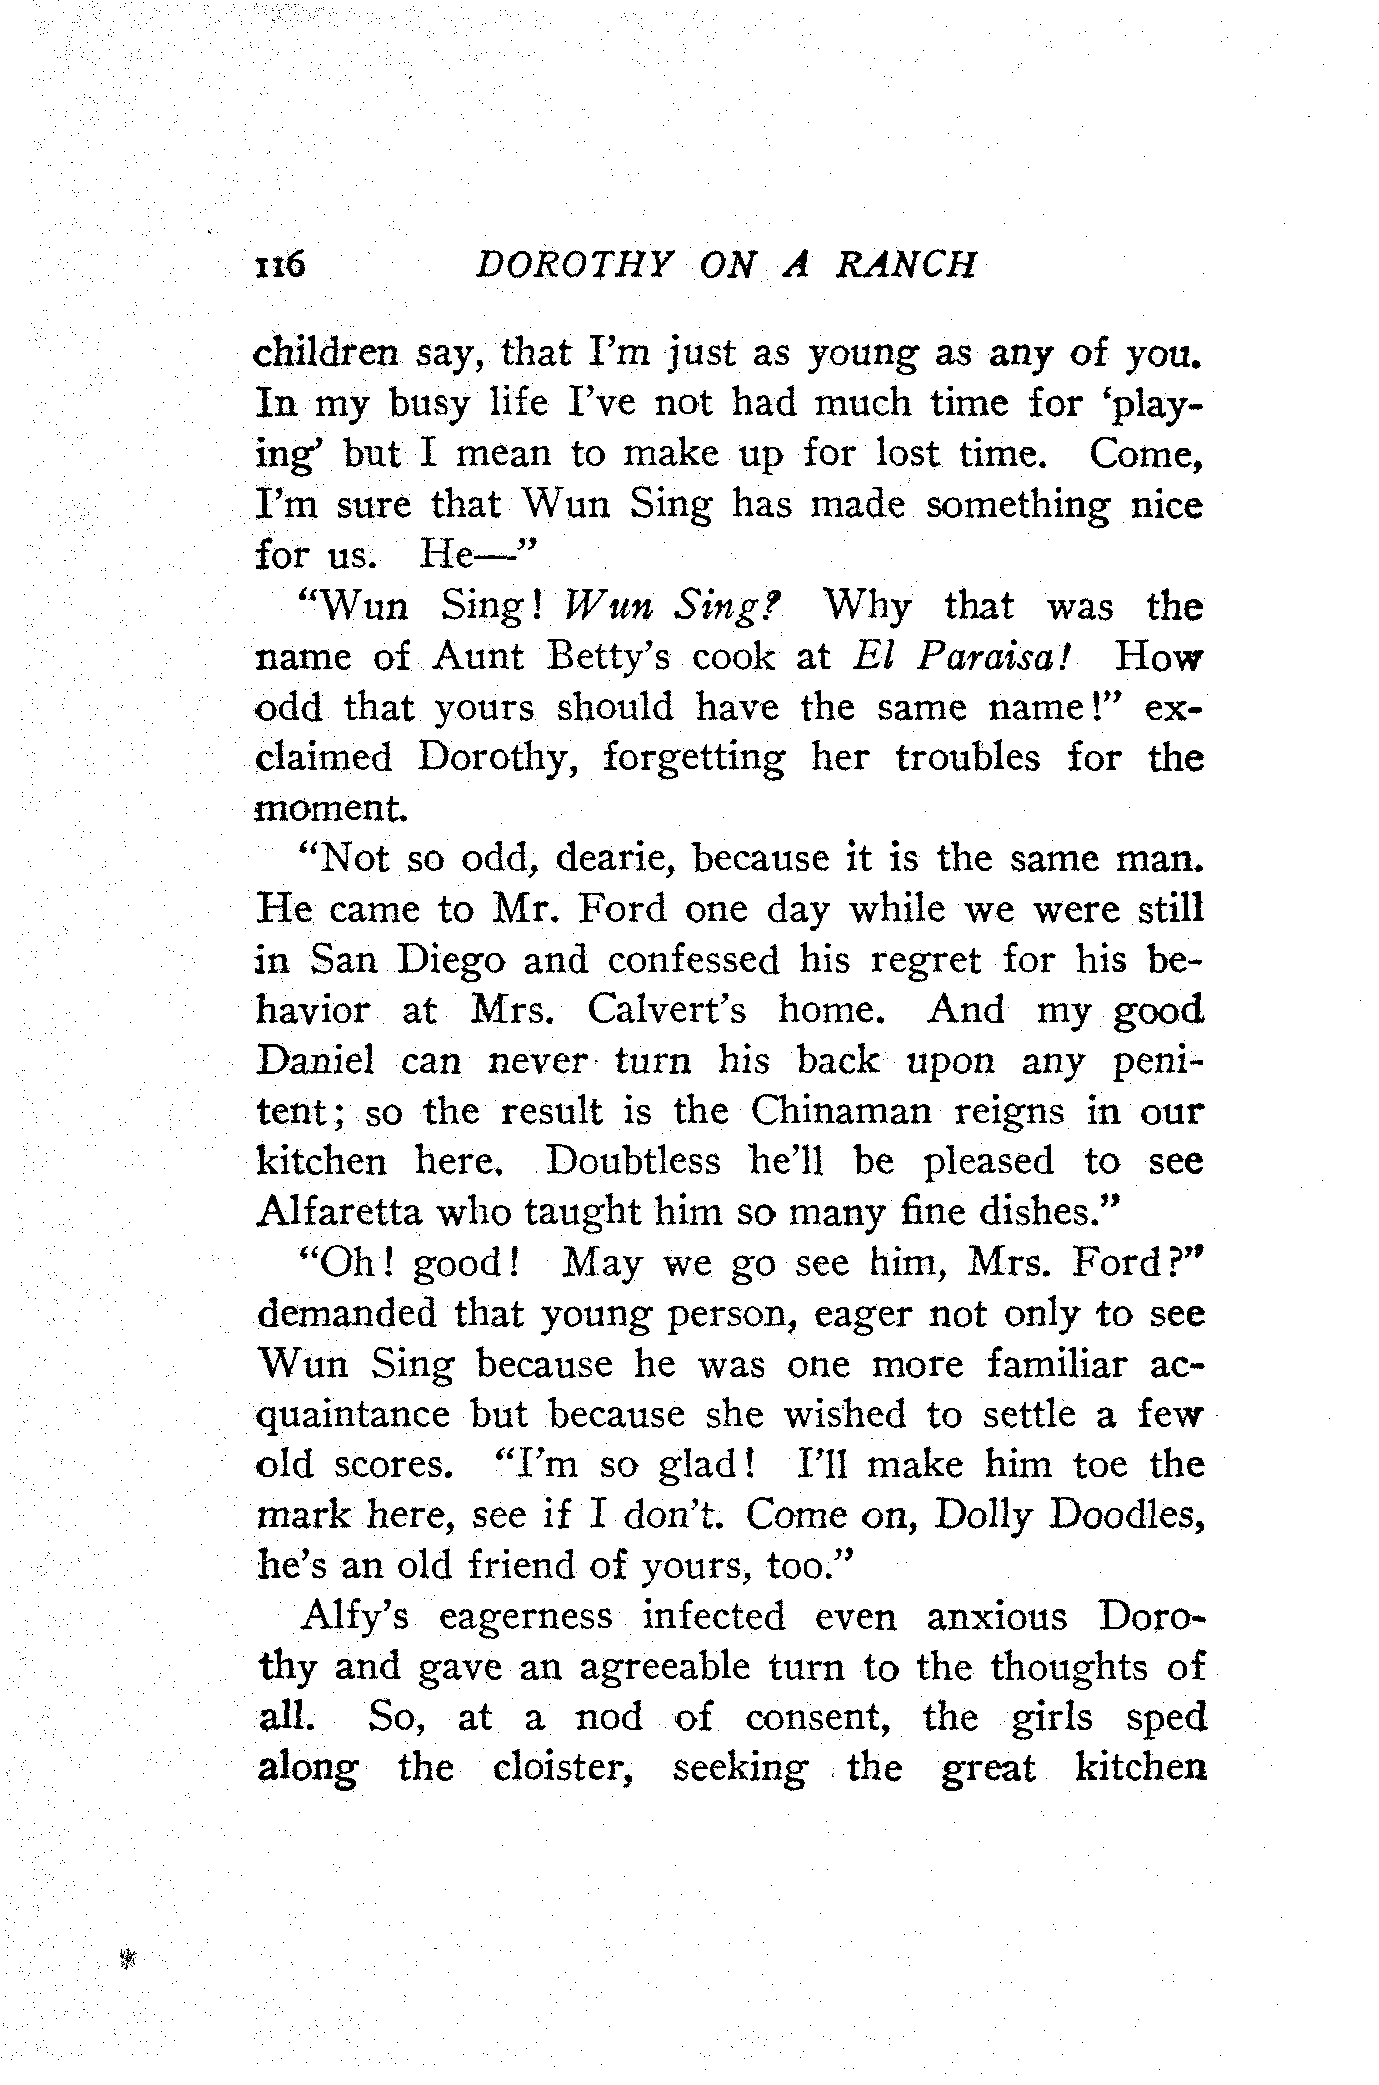 116 DOROTHY ON A RANCH
children say, that I'm just as young as any of you.
In my busy life I've not had much time for 'play-
ing' but I mean to make up for lost time. Come,
I'm sure that Wun Sing has made something nice
for us. He—"
"Wun Sing! Wun Sing? Why that was the
name of Aunt Betty's cook at El Paraisa! How
odd that yours should have the same name!" ex-
claimed Dorothy, forgetting her troubles for the
moment.
"Not so odd, dearie, because it is the same man.
He came to Mr. Ford one day while we were still
in San Diego and confessed his regret for his be-
havior at Mrs. Calvert's home. And my good
Daniel can never turn his back upon any peni-
tent; so the result is the Chinaman reigns in our
kitchen here. Doubtless he'll be pleased to see
Alfaretta who taught him so many fine dishes."
"Oh! good! May we go see him, Mrs. Ford?"
demanded that young person, eager not only to see
Wun Sing because he was one more familiar ac-
quaintance but because she wished to settle a few
old scores. "I'm so glad! I'll make him toe the
mark here, see if I don't. Come on, Dolly Doodles,
he's an old friend of yours, too."
Alfy's eagerness infected even anxious Doro-
thy and gave an agreeable turn to the thoughts of
all. So, at a nod of consent, the girls sped
along the cloister, seeking the great kitchen